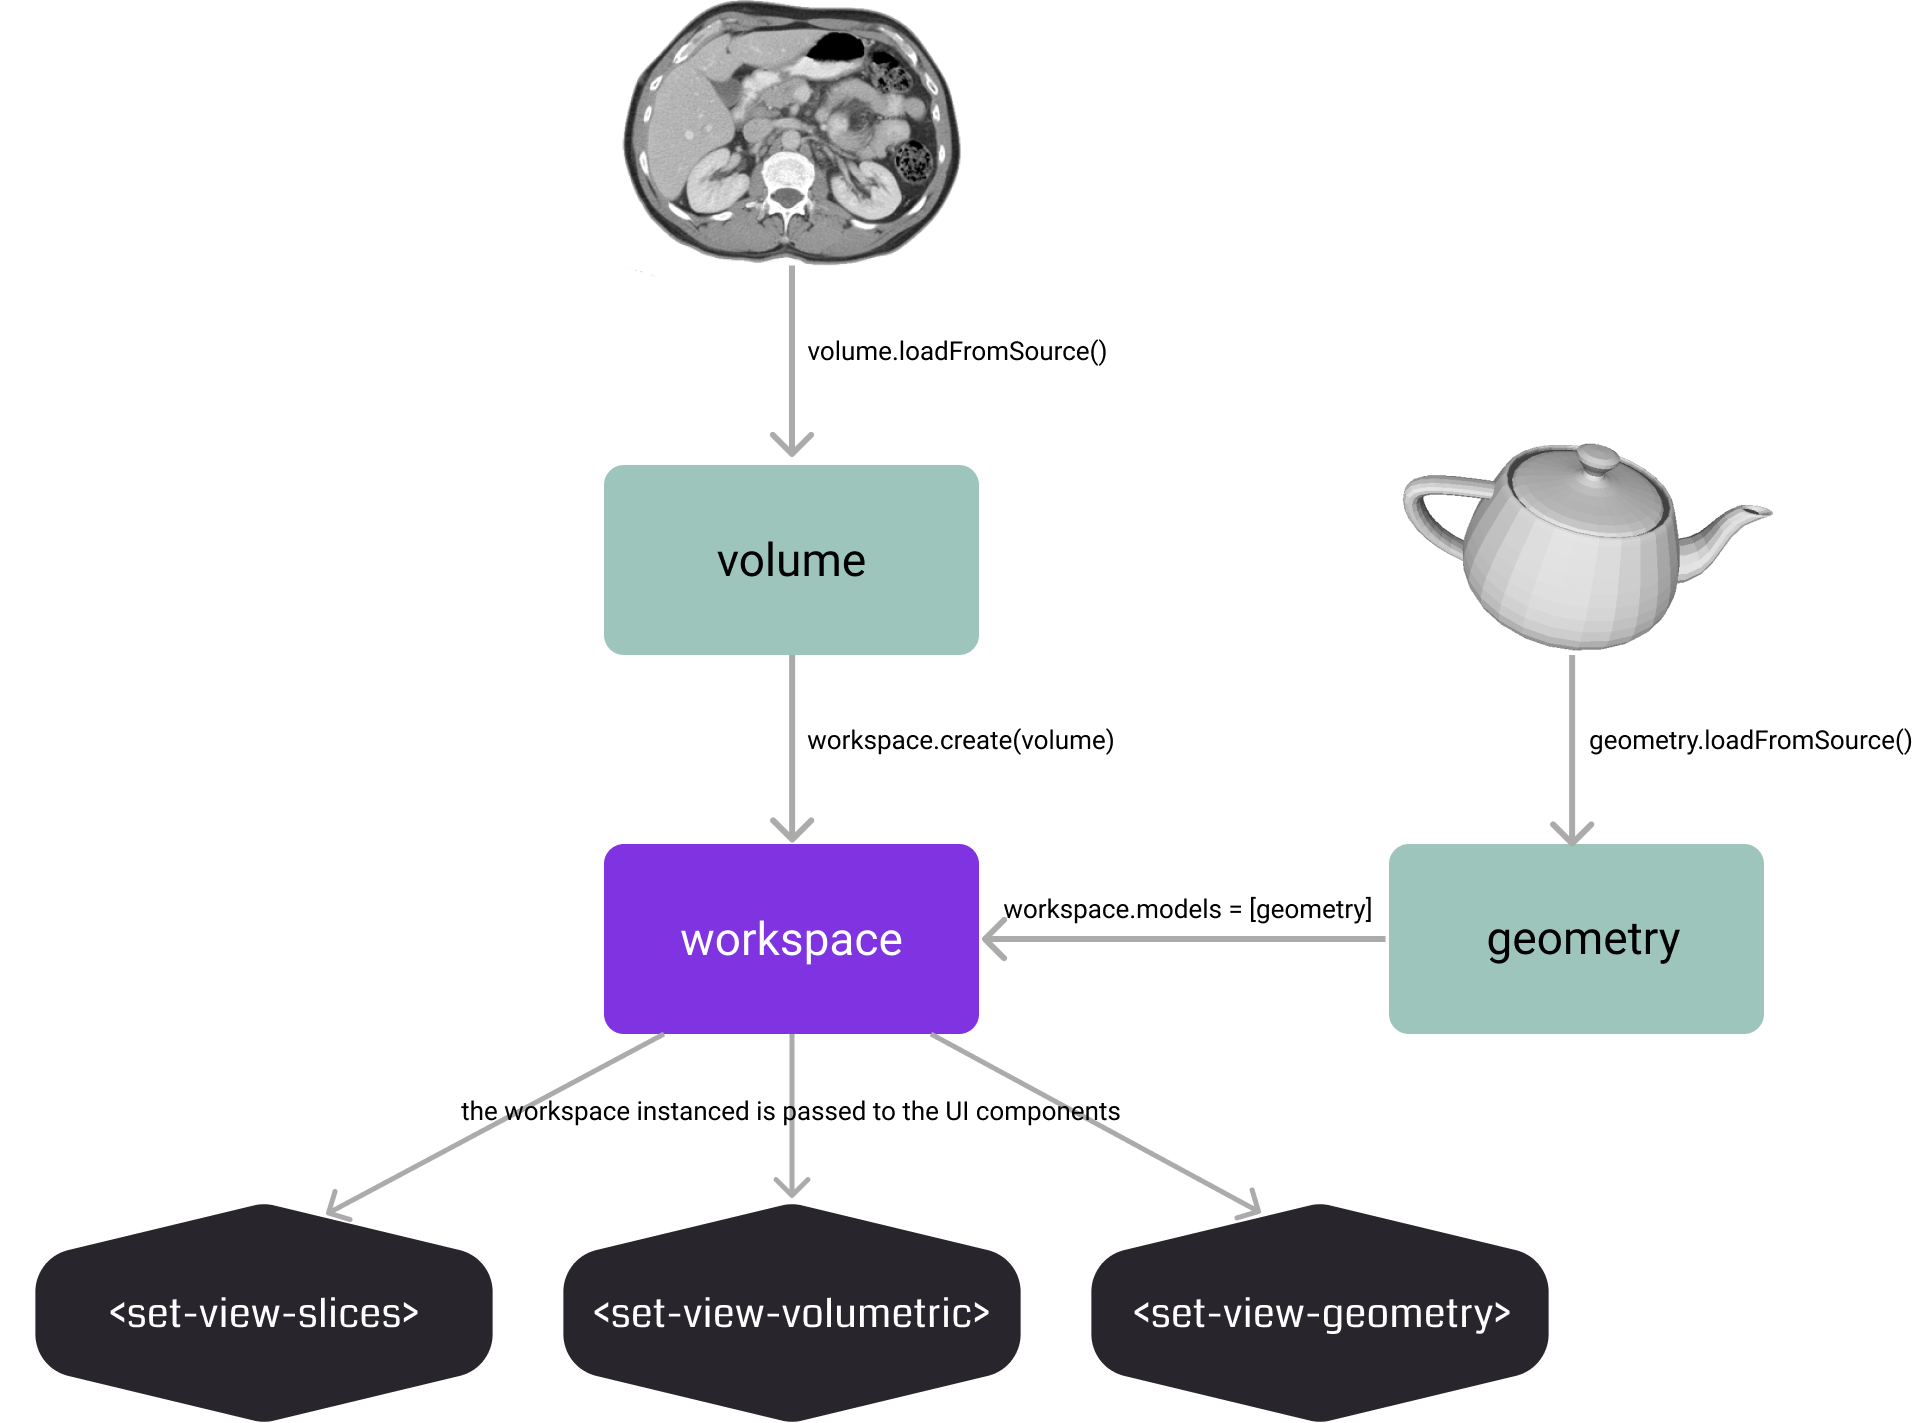 volume.loadFromSource()
volume
workspace.create(volume)
geometry.loadFromSource()
workspace.models = [geometry]
workspace
geometry
the workspace instanced is passed to the UI components
<set-view-slices>
<set-view-volumetric>
<set-view-geometry>